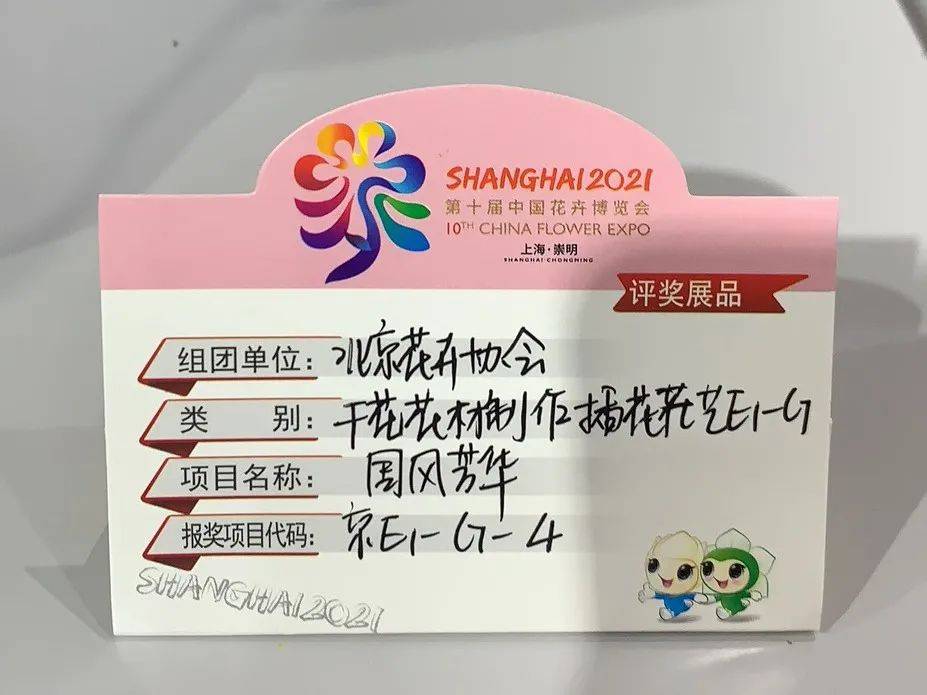 SHANGHAI2021
第十届中国花卉博览会
10TH CHINA FLOWER EXPO
上海·崇明
SHANGHAI·CHONGMING
评奖展品
组团单位：北京花卉协会
类别：干花花材制作插花花艺E1-G
项目名称：国风芳华
报奖项目代码：京E1-G-4
SHANGHAI2021